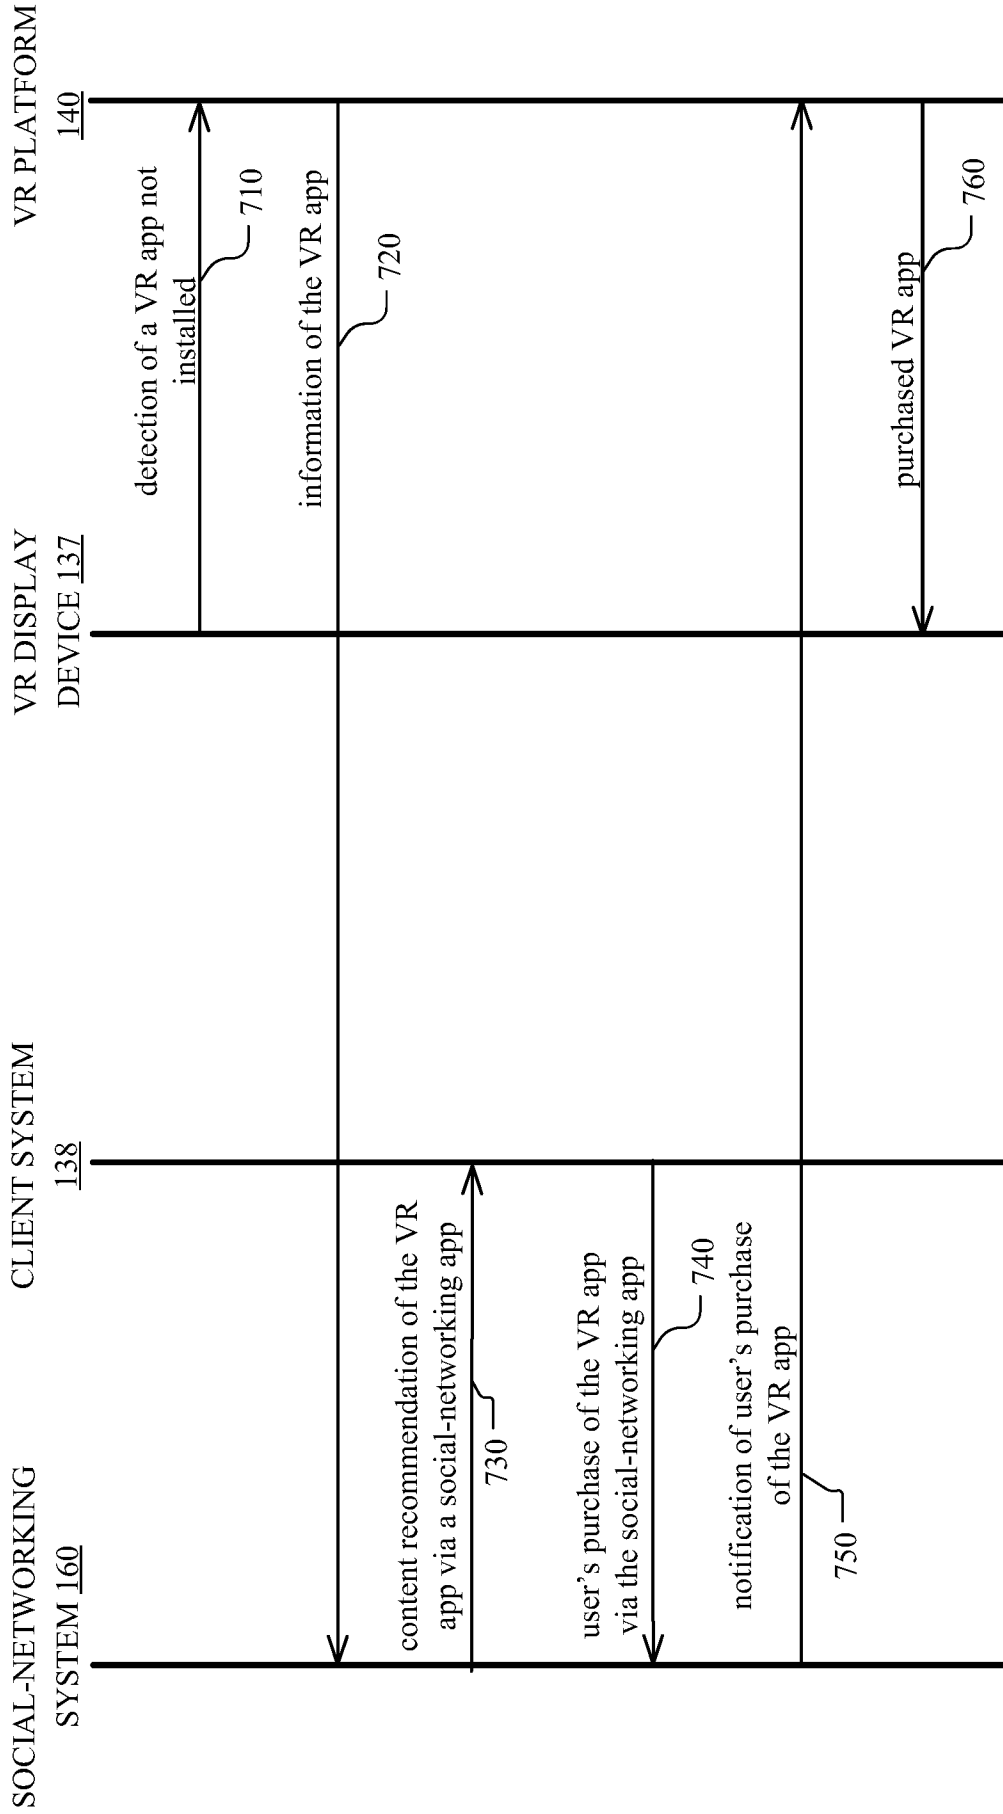 SOCIAL-NETWORKING
SYSTEM 160
CLIENT SYSTEM
138
VR DISPLAY
DEVICE 137
VR PLATFORM
140
detection of a VR app not
installed
710
information of the VR app
720
content recommendation of the VR
app via a social-networking app
730
user's purchase of the VR app
via the social-networking app
740
notification of user's purchase
of the VR app
750
purchased VR app
760